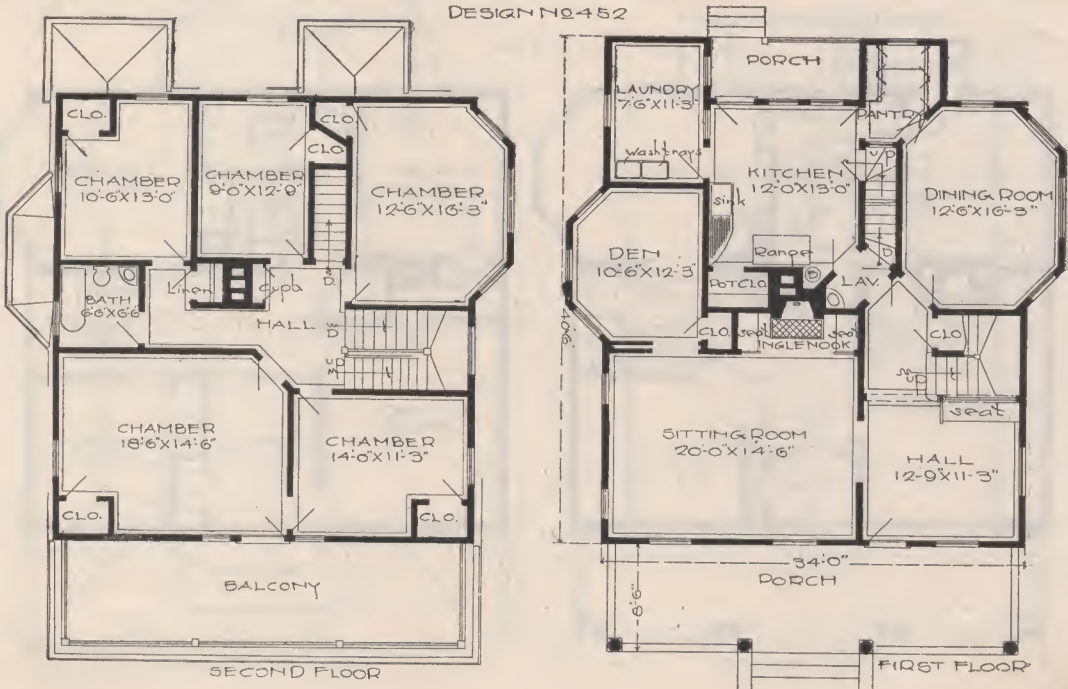 DESIGN No 452
CLO.
CHAMBER
10'-6"X13'-0"
CHAMBER
9'-0"X12'-9"
CLO.
CLO.
CHAMBER
12'-6"X16'-3"
D.
BATH
6'6"X6'6"
Linen
Cupb
HALL
D
UP
CHAMBER
18'-6"X14'-6"
CHAMBER
14'-0"X11'-3"
CLO.
CLO.
BALCONY
SECOND FLOOR
PORCH
LAUNDRY
7'-6"X11'-3"
Washtrays
PANTRY
U
D
KITCHEN
12'-0"X13'-0"
Sink
DINING ROOM
12'-6"X16'-3"
DEN
10'-6"X12'-3"
Range
D
B
POT CLO.
LAV.
CLO.
seat
seat
INGLENOOK
CLO.
UP
seat
SITTING ROOM
20'-0"X14'-6"
HALL
12'-9"X11'-3"
34'-0"
PORCH
8'-6"
FIRST FLOOR